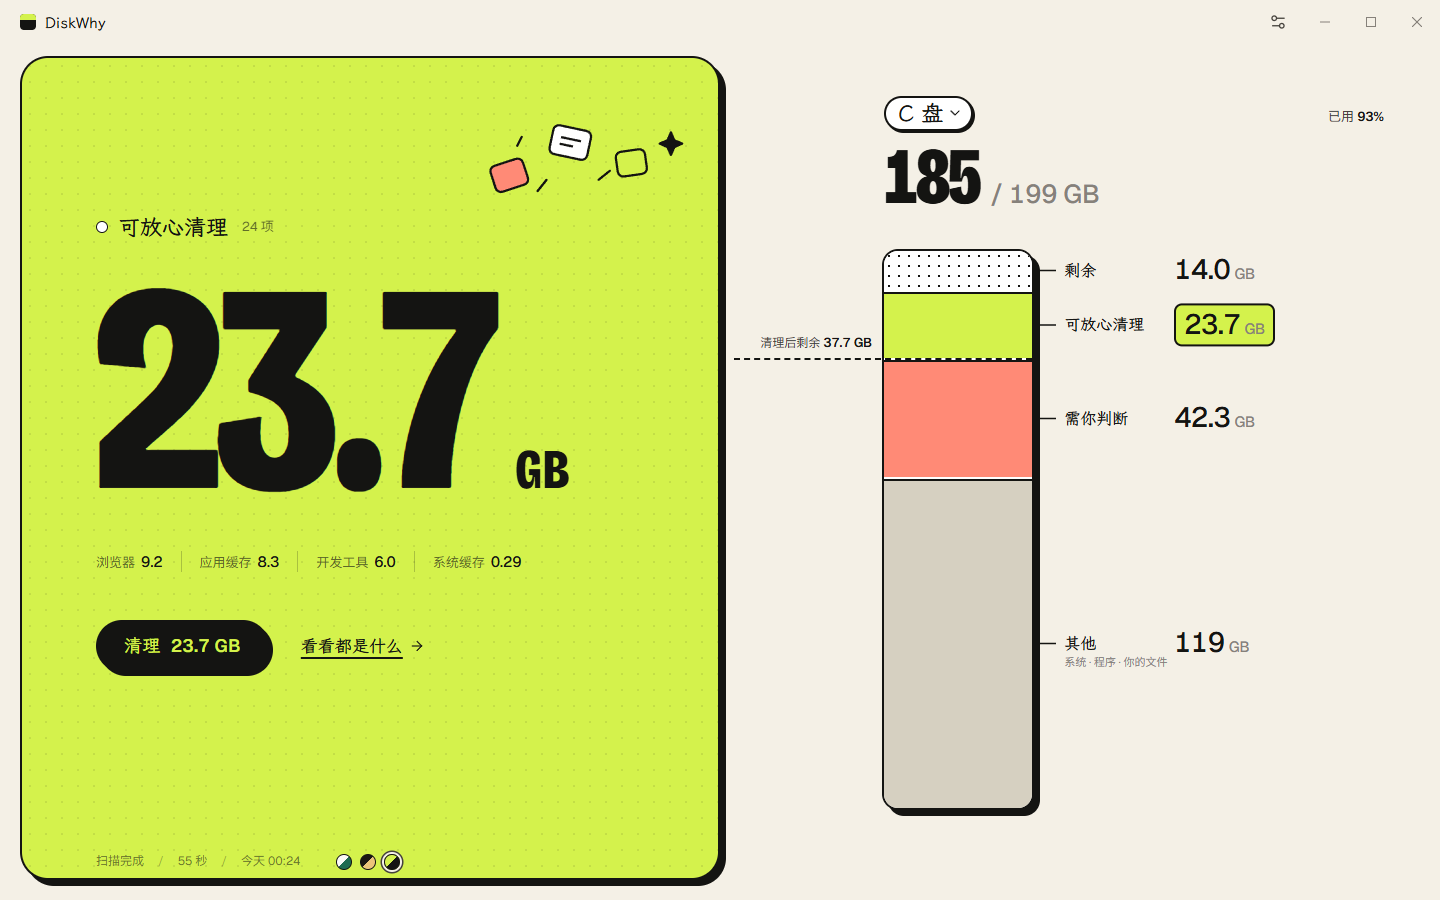 DiskWhy
可放心清理 24 项
23.7 GB
浏览器 9.2 应用缓存 8.3 开发工具 6.0 系统缓存 0.29
清理 23.7 GB 看看都是什么 →
扫描完成 / 55 秒 / 今天 00:24
C 盘
已用 93%
185 / 199 GB
剩余 14.0 GB
可放心清理 23.7 GB
清理后剩余 37.7 GB
需你判断 42.3 GB
其他 119 GB
系统 · 程序 · 你的文件